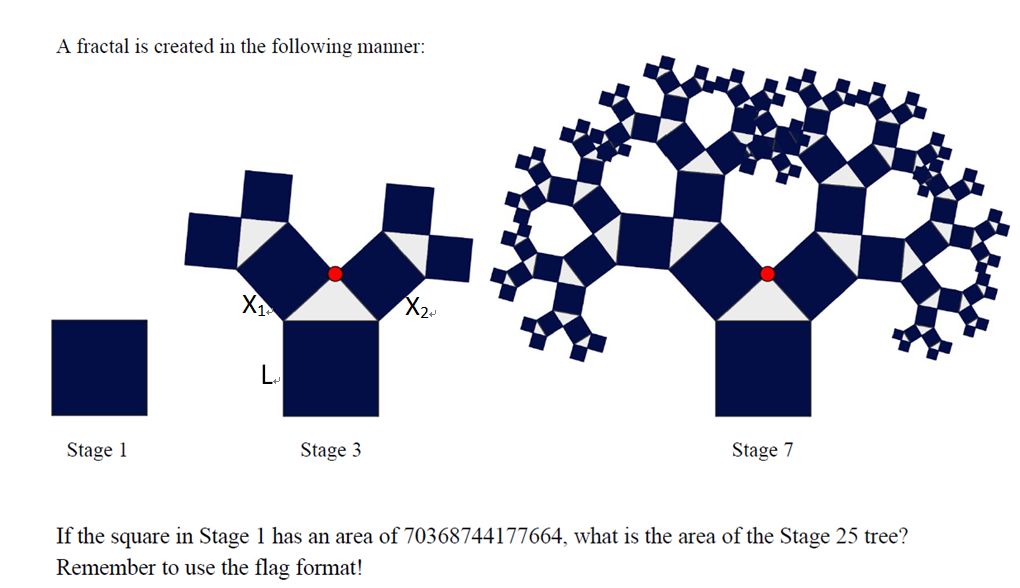 A fractal is created in the following manner:
X1
X2
L
Stage 1
Stage 3
Stage 7
If the square in Stage 1 has an area of 70368744177664, what is the area of the Stage 25 tree?
Remember to use the flag format!